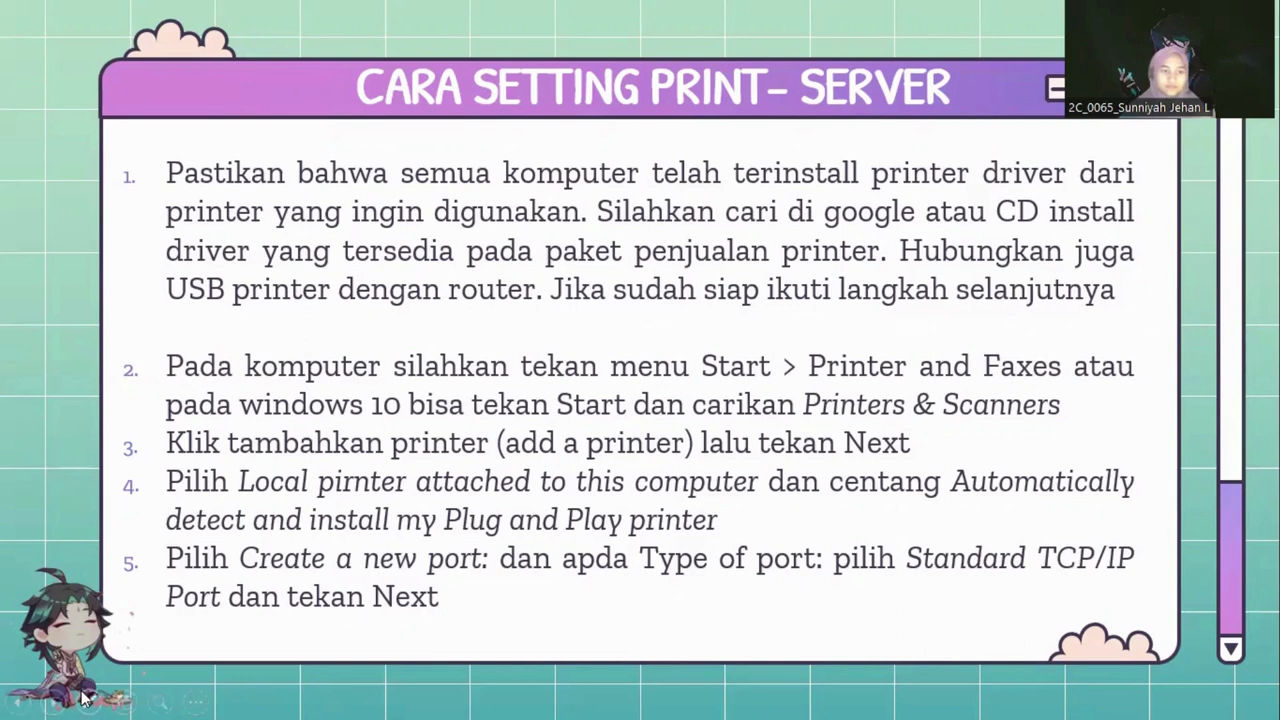 CARA SETTING PRINT- SERVER
2C_0065_Sunniyah Jehan L
1. Pastikan bahwa semua komputer telah terinstall printer driver dari
printer yang ingin digunakan. Silahkan cari di google atau CD install
driver yang tersedia pada paket penjualan printer. Hubungkan juga
USB printer dengan router. Jika sudah siap ikuti langkah selanjutnya
2. Pada komputer silahkan tekan menu Start > Printer and Faxes atau
pada windows 10 bisa tekan Start dan carikan Printers & Scanners
3. Klik tambahkan printer (add a printer) lalu tekan Next
4. Pilih Local pirnter attached to this computer dan centang Automatically
detect and install my Plug and Play printer
5. Pilih Create a new port: dan apda Type of port: pilih Standard TCP/IP
Port dan tekan Next